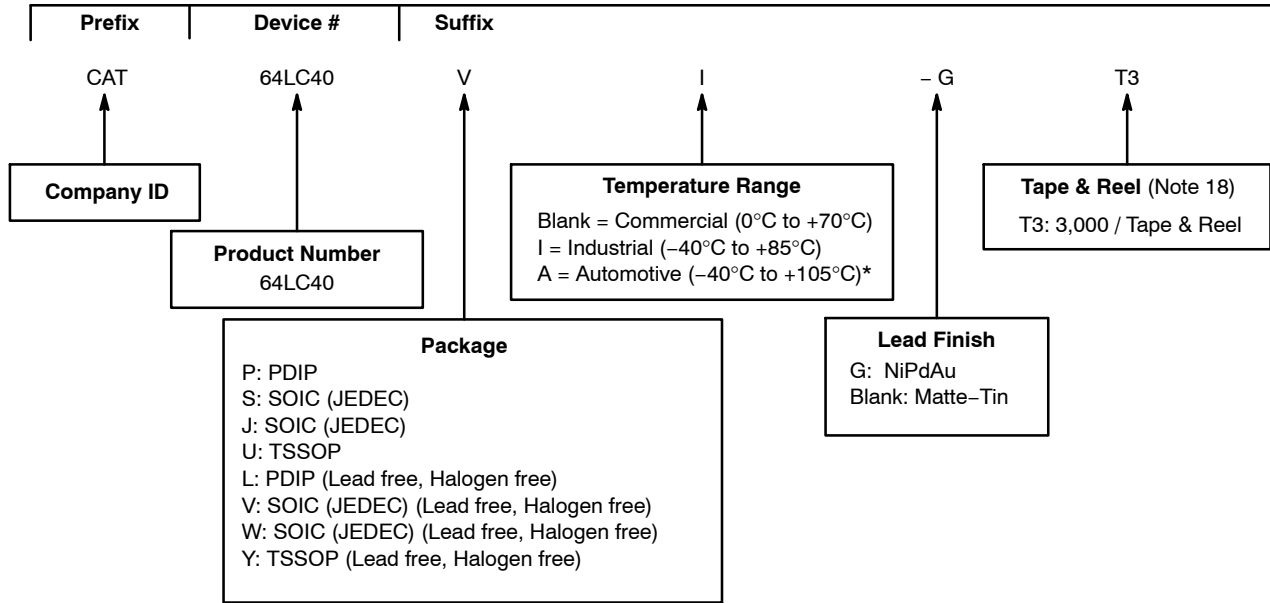 Prefix Device # Suffix
CAT 64LC40 V I – G T3
Company ID
Product Number
64LC40
Temperature Range
Blank = Commercial (0°C to +70°C)
I = Industrial (−40°C to +85°C)
A = Automotive (−40°C to +105°C)*
Tape & Reel (Note 18)
T3: 3,000 / Tape & Reel
Package
P: PDIP
S: SOIC (JEDEC)
J: SOIC (JEDEC)
U: TSSOP
L: PDIP (Lead free, Halogen free)
V: SOIC (JEDEC) (Lead free, Halogen free)
W: SOIC (JEDEC) (Lead free, Halogen free)
Y: TSSOP (Lead free, Halogen free)
Lead Finish
G: NiPdAu
Blank: Matte−Tin